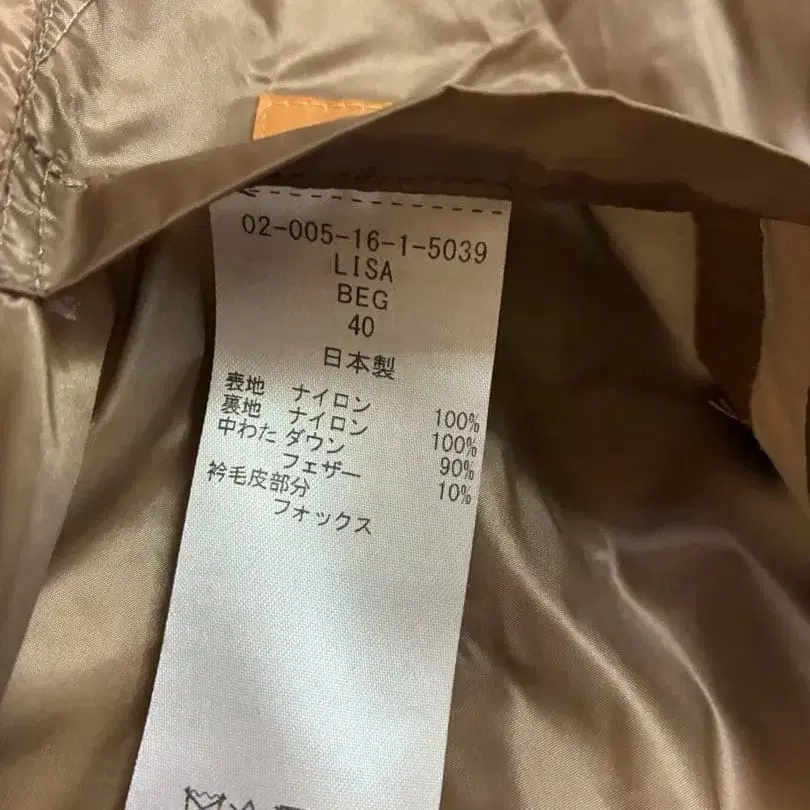 02-005-16-1-5039
LISA
BEG
40
日本製
表地 ナイロン 100%
裏地 ナイロン 100%
中わた ダウン 90%
フェザー 10%
衿毛皮部分
フォックス